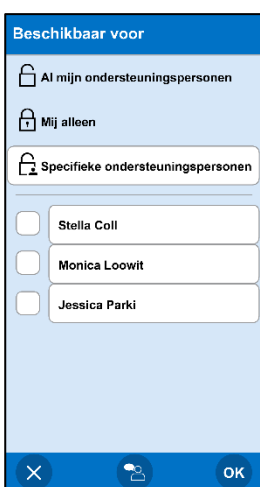 Beschikbaar voor
Al mijn ondersteuningspersonen
Mij alleen
Specifieke ondersteuningspersonen
Stella Coll
Monica Loowit
Jessica Parki
OK